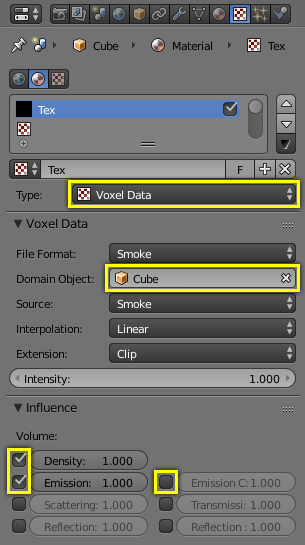 Cube Material Tex
Tex
Tex F
Type: Voxel Data
Voxel Data
File Format: Smoke
Domain Object: Cube
Source: Smoke
Interpolation: Linear
Extension: Clip
Intensity: 1.000
Influence
Volume:
Density: 1.000
Emission: 1.000 Emission C: 1.000
Scattering: 1.000 Transmissi: 1.000
Reflection: 1.000 Reflection : 1.000